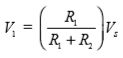 V₁ = (R₁ / (R₁ + R₂)) Vₛ